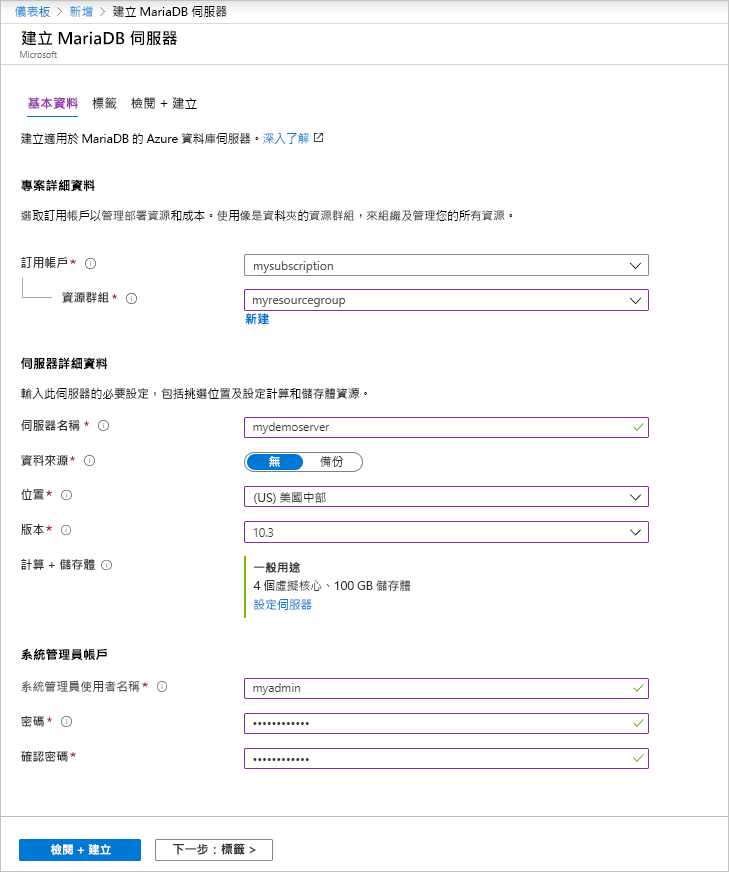 儀表板 > 新增 > 建立 MariaDB 伺服器
建立 MariaDB 伺服器
Microsoft
基本資料 標籤 檢閱 + 建立
建立適用於 MariaDB 的 Azure 資料庫伺服器。深入了解
專案詳細資料
選取訂用帳戶以管理部署資源和成本。使用像是資料夾的資源群組，來組織及管理您的所有資源。
訂用帳戶* mysubscription
資源群組* myresourcegroup
新建
伺服器詳細資料
輸入此伺服器的必要設定，包括挑選位置及設定計算和儲存體資源。
伺服器名稱* mydemoserver
資料來源* 無 備份
位置* (US) 美國中部
版本* 10.3
計算 + 儲存體 一般用途
4 個虛擬核心、100 GB 儲存體
設定伺服器
系統管理員帳戶
系統管理員使用者名稱* myadmin
密碼* ••••••••••••
確認密碼* ••••••••••••
檢閱 + 建立 下一步：標籤 >